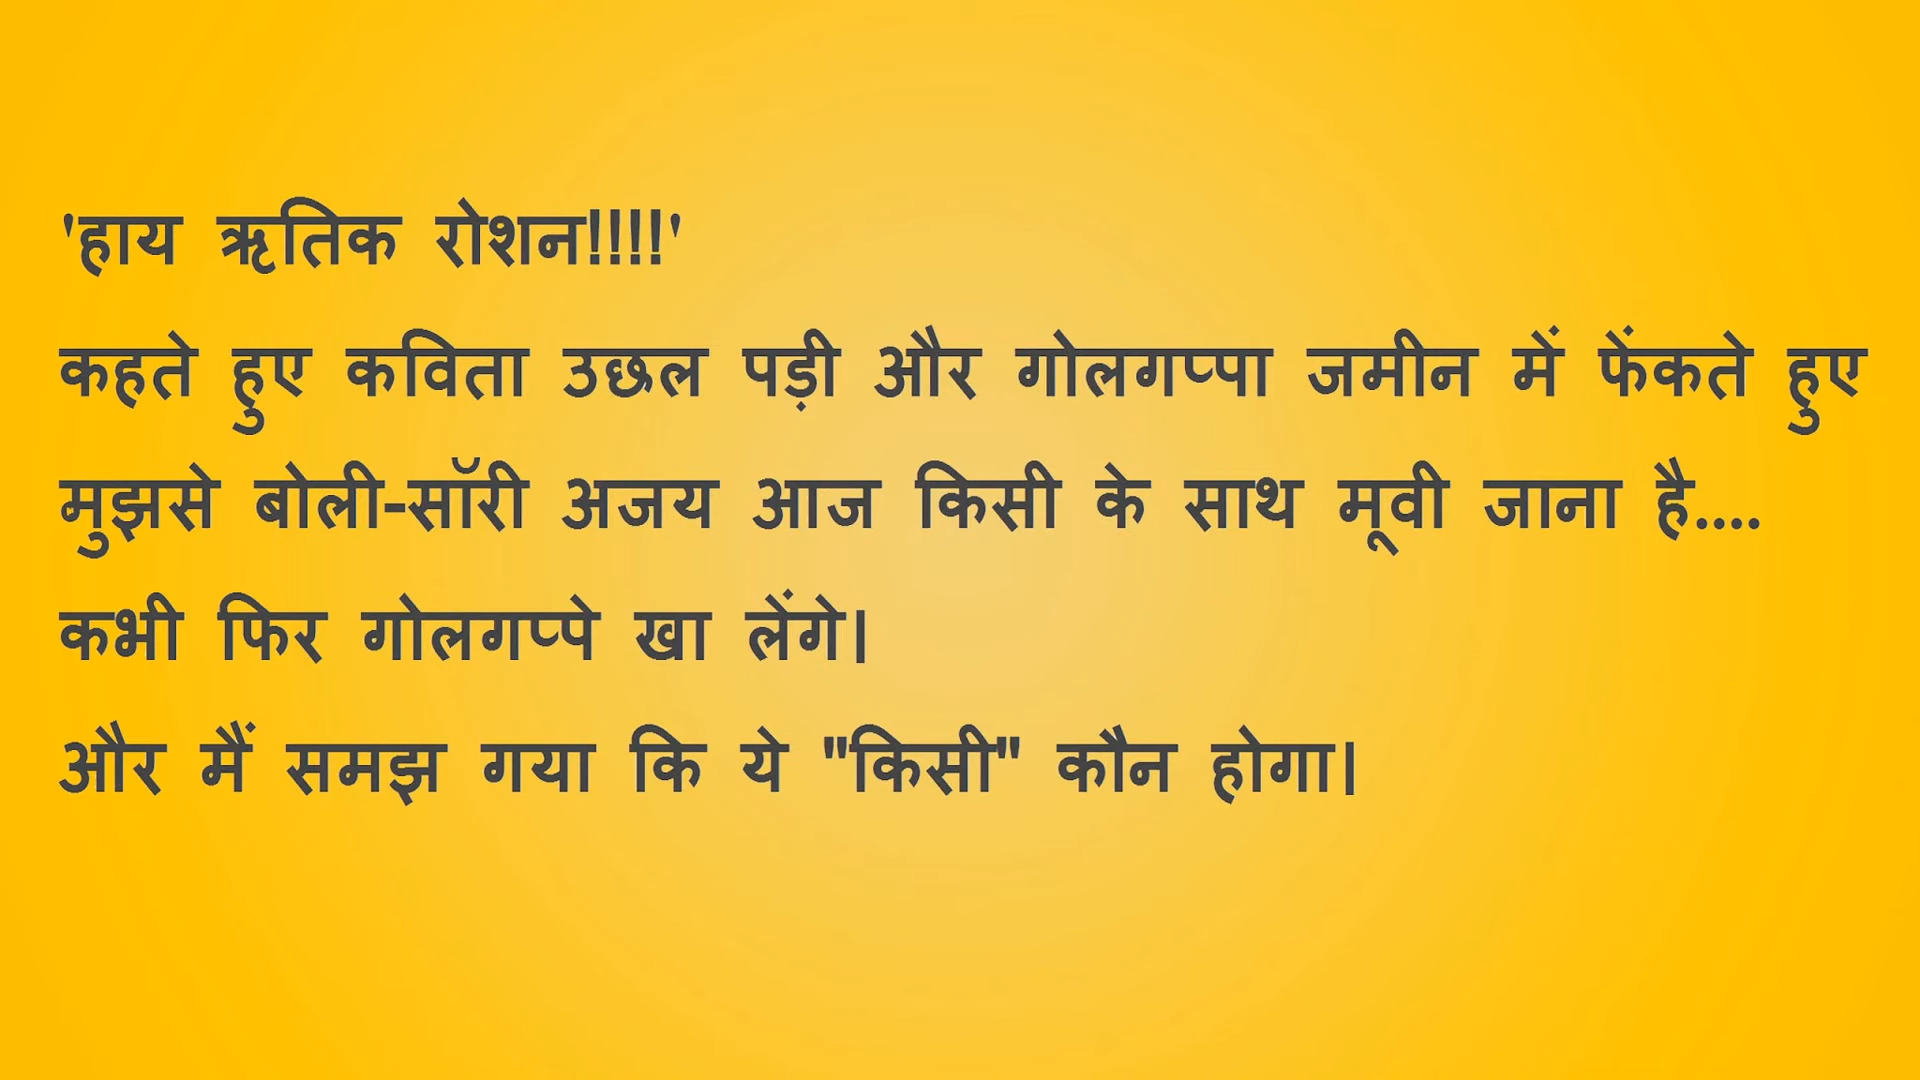 'हाय ऋतिक रोशन!!!!'
कहते हुए कविता उछल पड़ी और गोलगप्पा जमीन में फेंकते हुए
मुझसे बोली-सॉरी अजय आज किसी के साथ मूवी जाना है....
कभी फिर गोलगप्पे खा लेंगे।
और मैं समझ गया कि ये "किसी" कौन होगा।